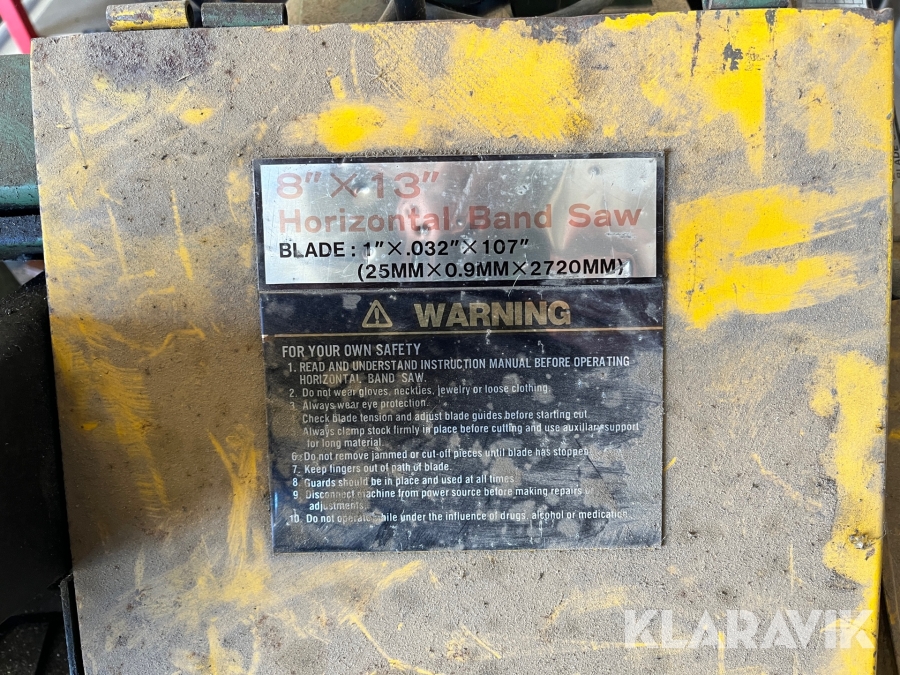 8" × 13"
Horizontal Band Saw
BLADE: 1" × .032" × 107"
(25MM × 0.9MM × 2720MM)
⚠ WARNING
FOR YOUR OWN SAFETY
1. READ AND UNDERSTAND INSTRUCTION MANUAL BEFORE OPERATING
HORIZONTAL BAND SAW.
2. Do not wear gloves, neckties, jewelry or loose clothing.
3. Always wear eye protection.
4. Check blade tension and adjust blade guides before starting cut.
Always clamp stock firmly in place before cutting and use auxiliary support
for long material.
6. Do not remove jammed or cut-off pieces until blade has stopped.
7. Keep fingers out of path of blade.
8. Guards should be in place and used at all times.
9. Disconnect machine from power source before making repairs or
adjustments.
10. Do not operate while under the influence of drugs, alcohol or medication.
KLARAVIK